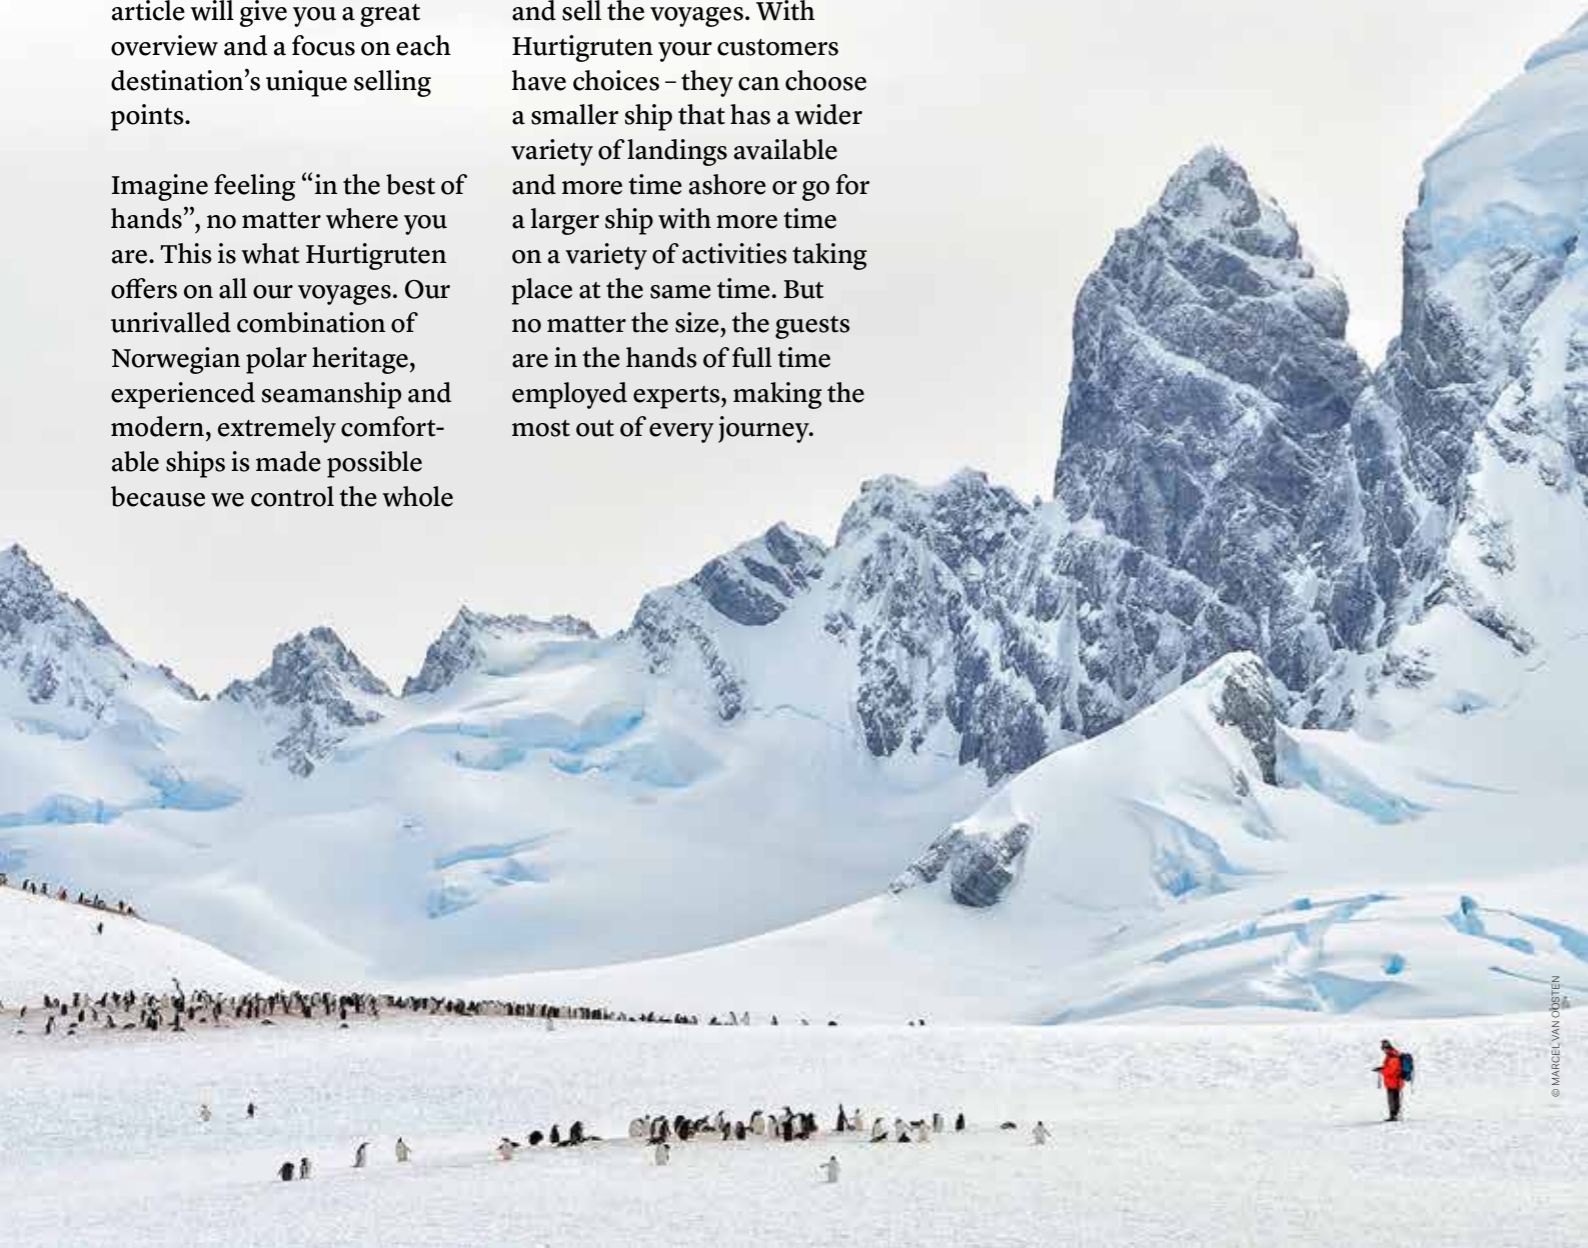 article will give you a great
overview and a focus on each
destination’s unique selling
points.
Imagine feeling “in the best of
hands”, no matter where you
are. This is what Hurtigruten
offers on all our voyages. Our
unrivalled combination of
Norwegian polar heritage,
experienced seamanship and
modern, extremely comfort-
able ships is made possible
because we control the whole
and sell the voyages. With
Hurtigruten your customers
have choices – they can choose
a smaller ship that has a wider
variety of landings available
and more time ashore or go for
a larger ship with more time
on a variety of activities taking
place at the same time. But
no matter the size, the guests
are in the hands of full time
employed experts, making the
most out of every journey.
© MARCEL VAN OOSTEN